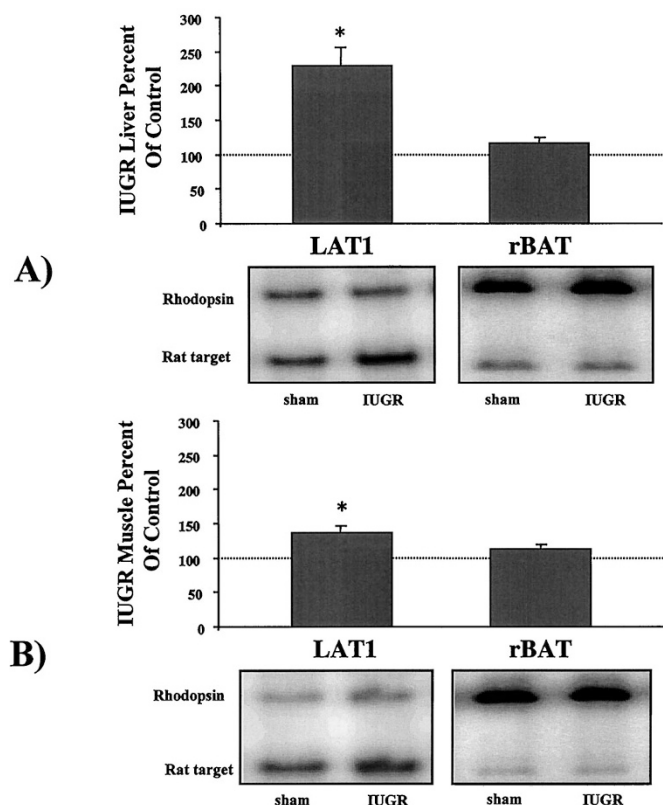 300
*
250
200
150
100
50
0
IUGR Liver Percent
Of Control
LAT1 rBAT
A)
Rhodopsin
Rat target
sham IUGR sham IUGR
300
250
200
*
150
100
50
0
IUGR Muscle Percent
Of Control
LAT1 rBAT
B)
Rhodopsin
Rat target
sham IUGR sham IUGR